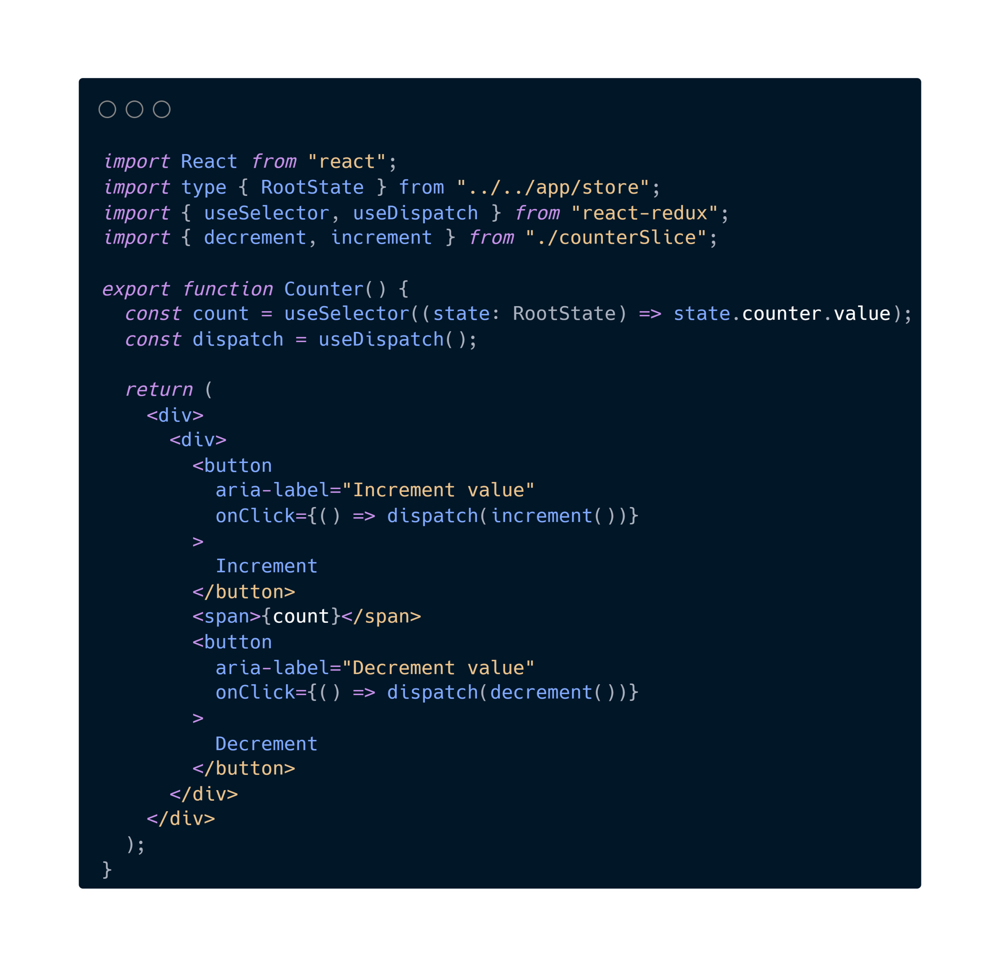 import React from "react";
import type { RootState } from "../../app/store";
import { useSelector, useDispatch } from "react-redux";
import { decrement, increment } from "./counterSlice";

export function Counter() {
  const count = useSelector((state: RootState) => state.counter.value);
  const dispatch = useDispatch();

  return (
    <div>
      <div>
        <button
          aria-label="Increment value"
          onClick={() => dispatch(increment())}
        >
          Increment
        </button>
        <span>{count}</span>
        <button
          aria-label="Decrement value"
          onClick={() => dispatch(decrement())}
        >
          Decrement
        </button>
      </div>
    </div>
  );
}